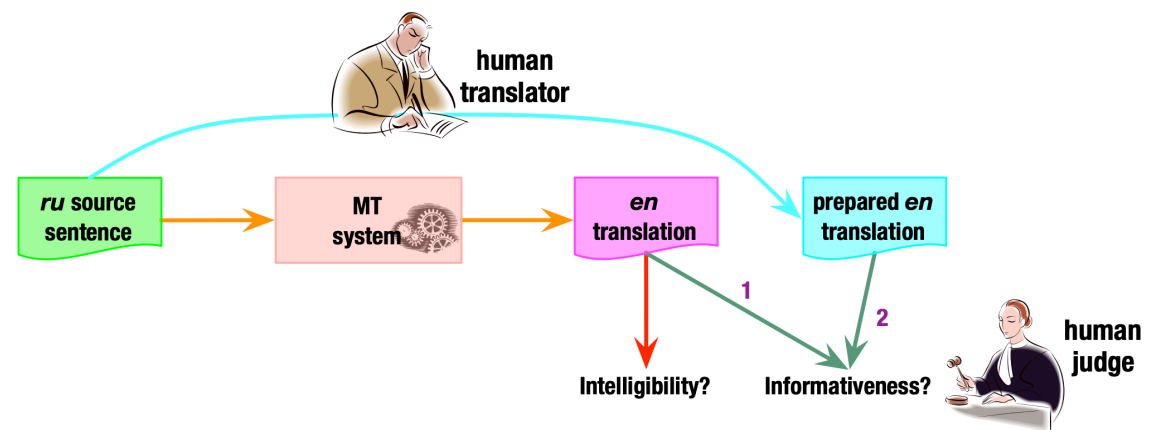 human
translator
ru source
sentence
MT
system
en
translation
prepared en
translation
1
2
Intelligibility?
Informativeness?
human
judge